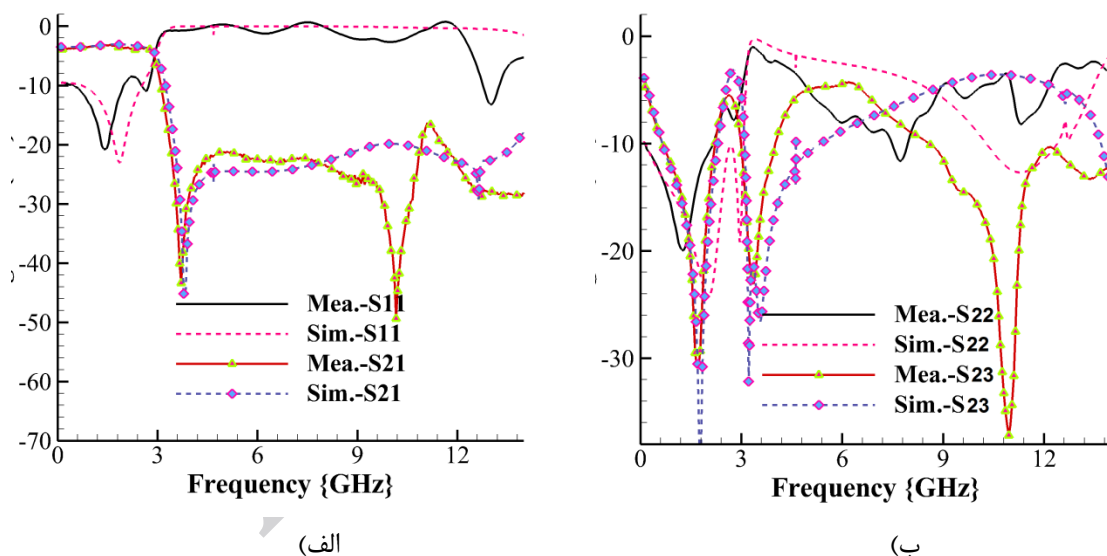 0
-10
-20
-30
-40
-50
-60
-70
0 3 6 9 12
Mea.-S11
Sim.-S11
Mea.-S21
Sim.-S21
Frequency {GHz}
الف)
0
-10
-20
-30
0 3 6 9 12
Mea.-S22
Sim.-S22
Mea.-S23
Sim.-S23
Frequency {GHz}
ب)